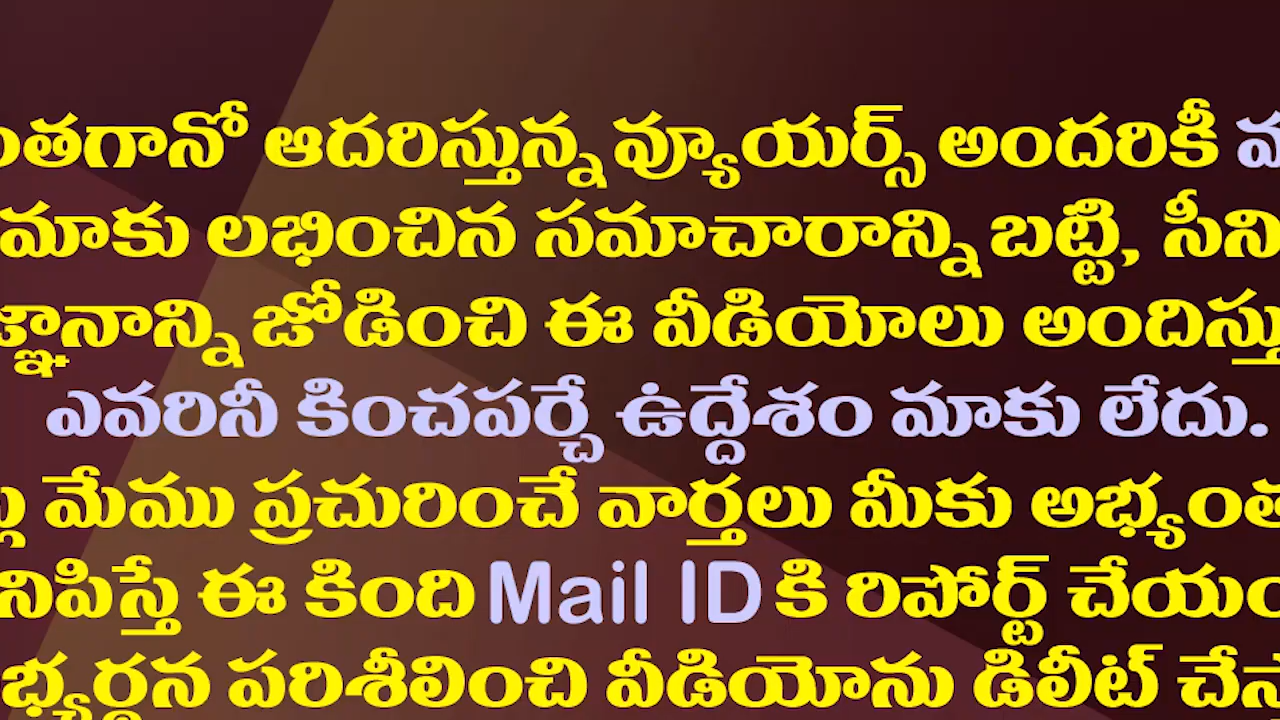 ఆదరిస్తున్న వ్యూయర్స్ అందరికీ
మాకు లభించిన సమాచారాన్ని బట్టి,
జోడించి ఈ వీడియోలు
ఎవరినీ కించపర్చే ఉద్దేశం మాకు లేదు.
మేము ప్రచురించే వార్తలు మీకు
ఈ కింది Mail ID కి రిపోర్ట్
పరిశీలించి వీడియోను డిలీట్